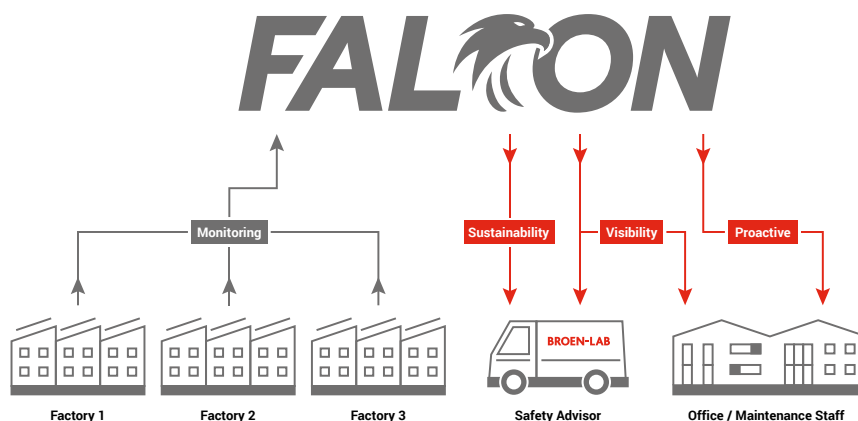 FALCON
Monitoring
Sustainability
Visibility
Proactive
BROEN-LAB
Factory 1
Factory 2
Factory 3
Safety Advisor
Office / Maintenance Staff